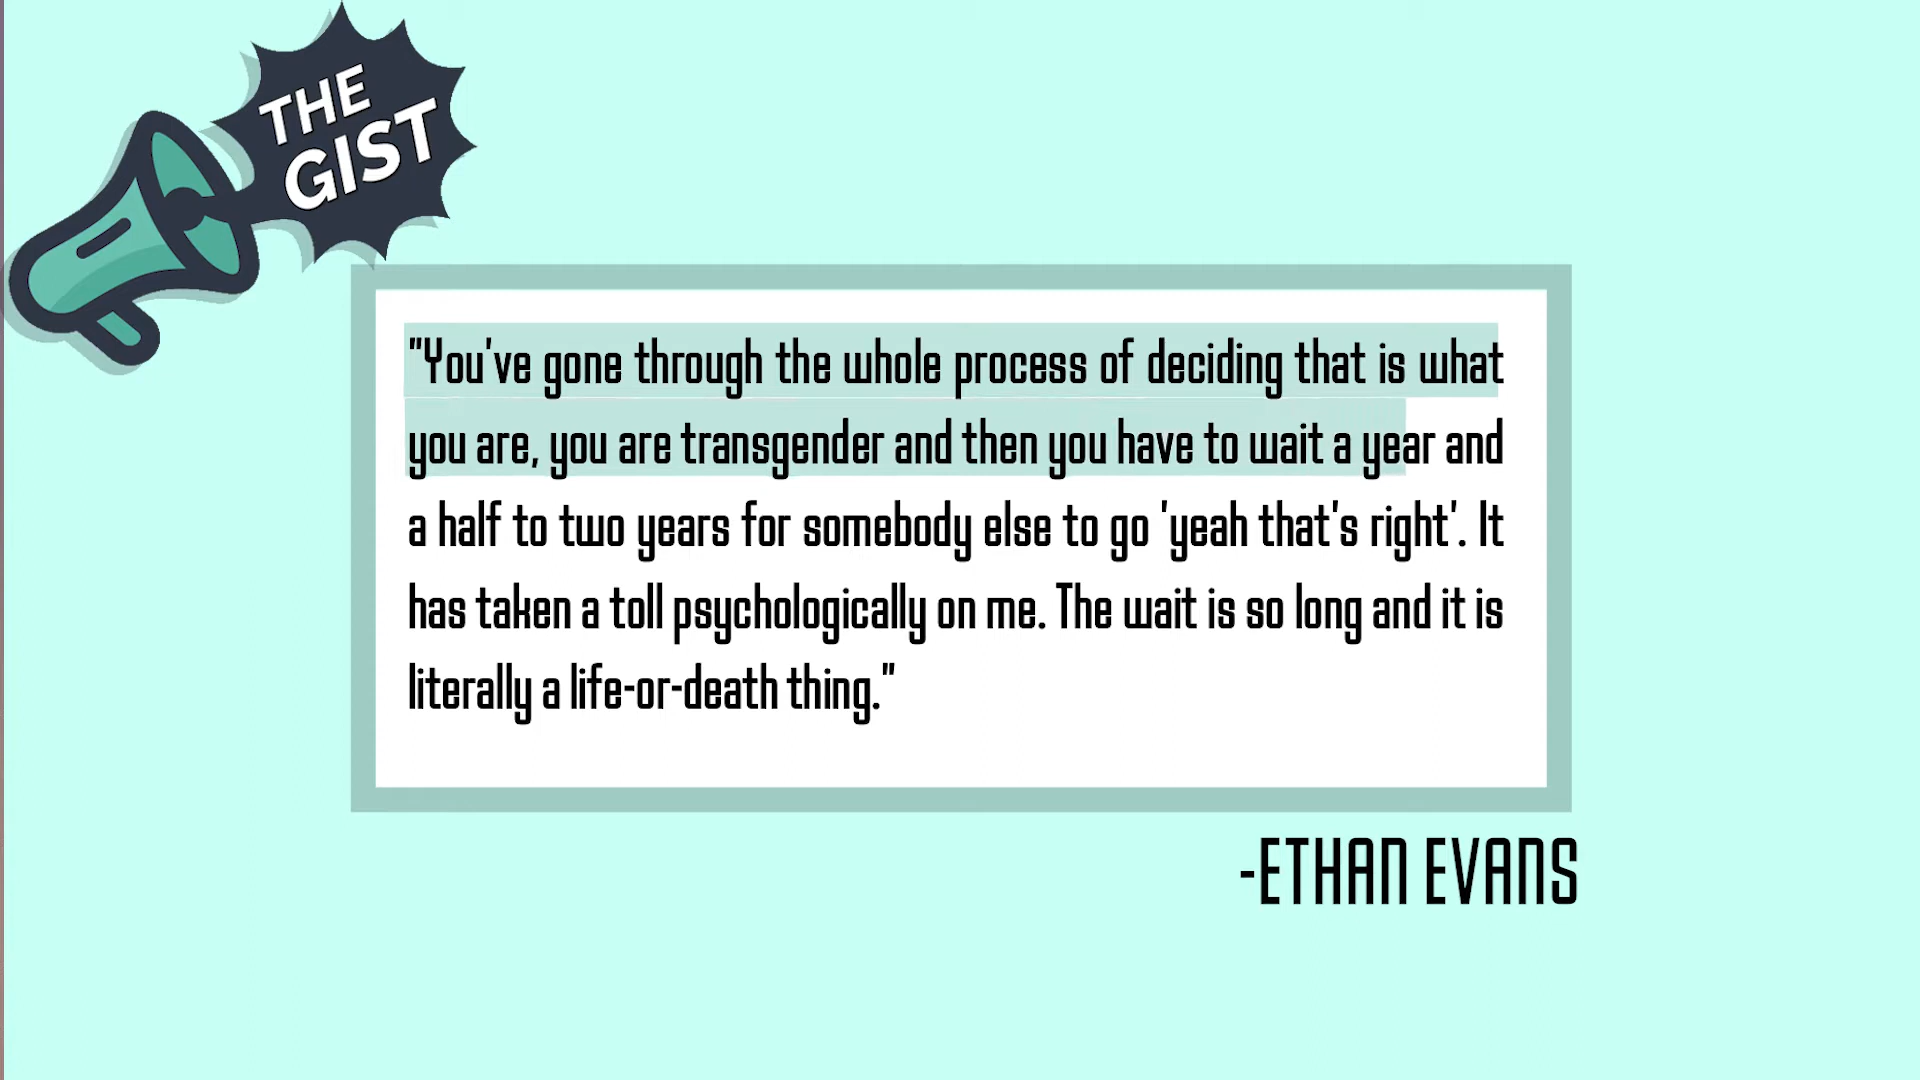 THE
GIST
"You've gone through the whole process of deciding that is what
you are, you are transgender and then you have to wait a year and
a half to two years for somebody else to go 'yeah that's right'. It
has taken a toll psychologically on me. The wait is so long and it is
literally a life-or-death thing."
-ETHAN EVANS